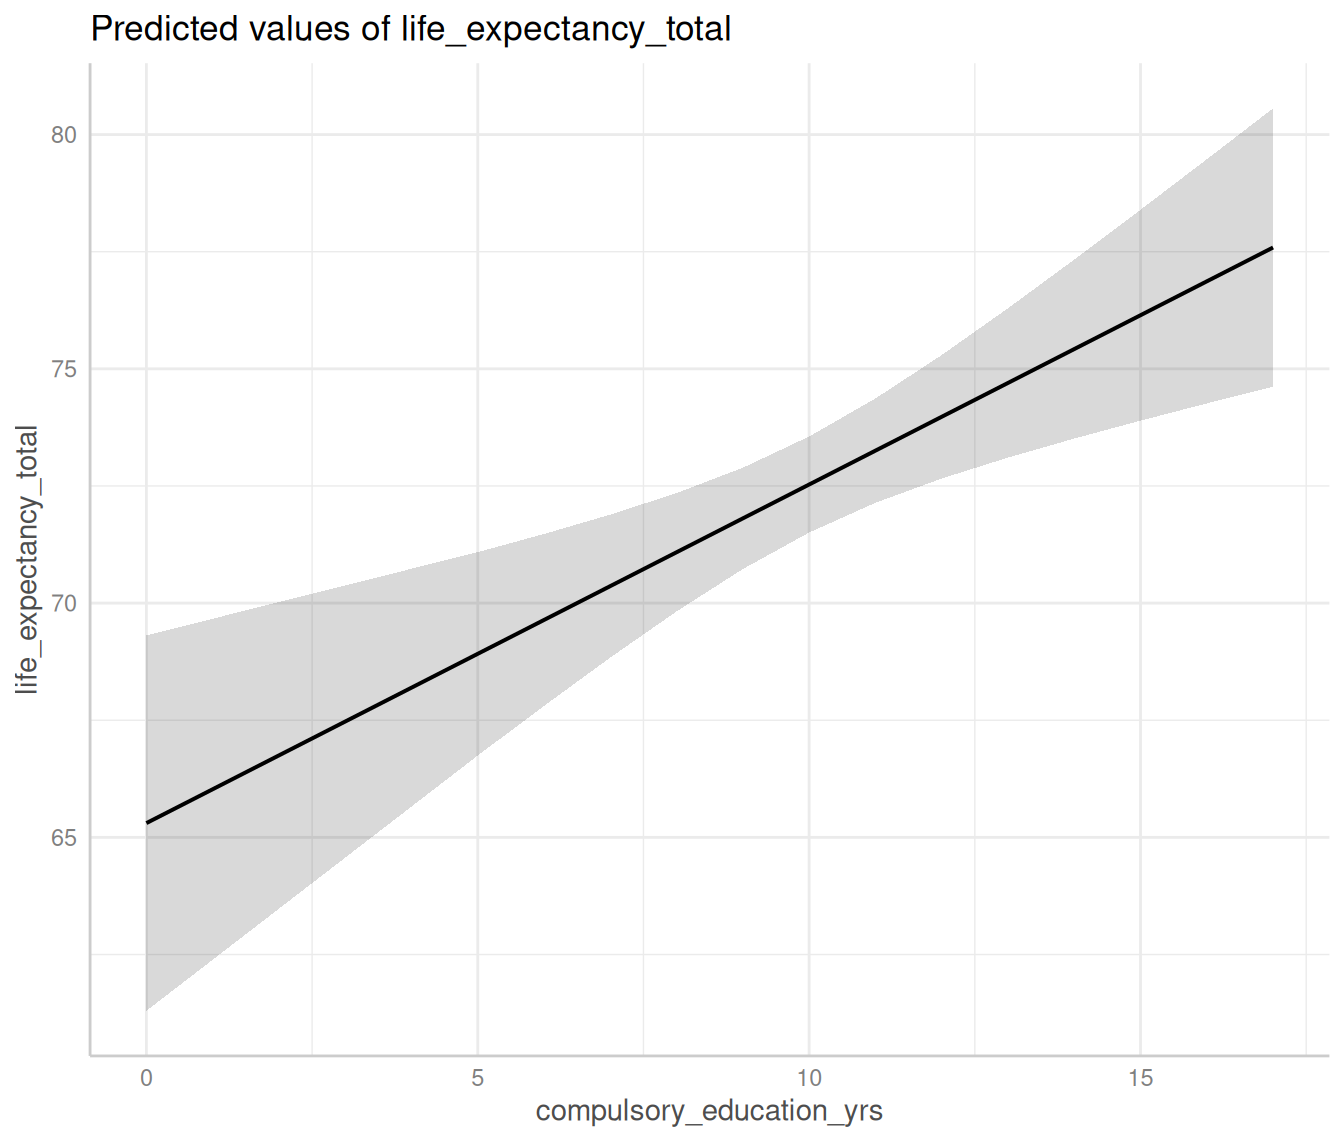 Predicted values of life_expectancy_total
80
75
70
65
life_expectancy_total
0 5 10 15
compulsory_education_yrs